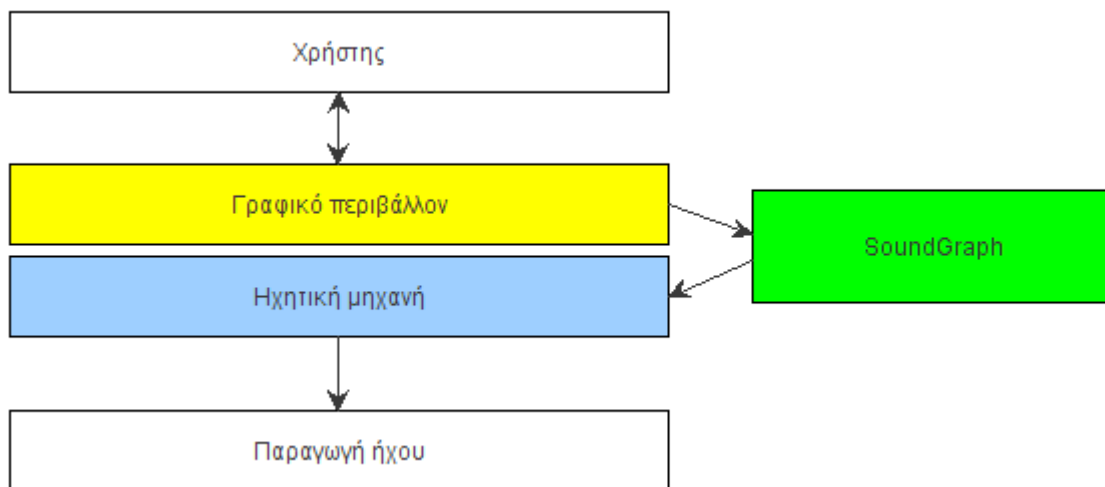 Χρήστης
Γραφικό περιβάλλον
SoundGraph
Ηχητική μηχανή
Παραγωγή ήχου